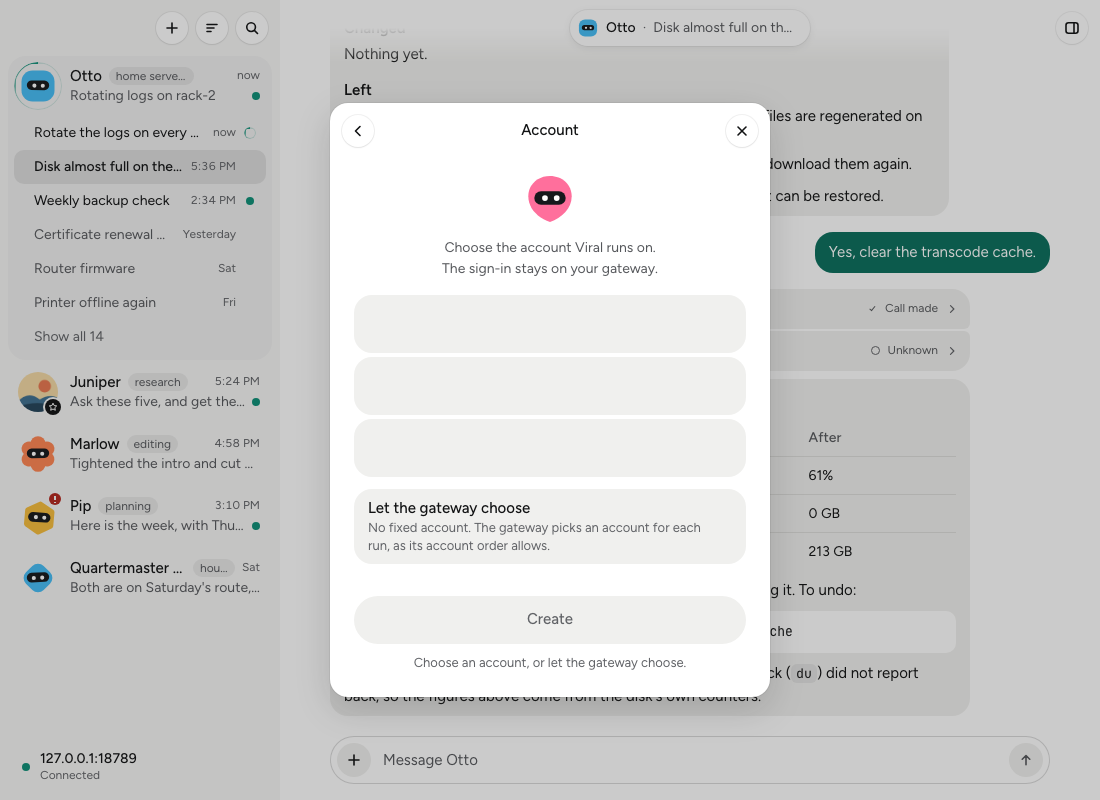 Otto
home serve...
now
Rotating logs on rack-2
Rotate the logs on every ...
now
Disk almost full on the...
5:36 PM
Weekly backup check
2:34 PM
Certificate renewal ...
Yesterday
Router firmware
Sat
Printer offline again
Fri
Show all 14
Juniper
research
5:24 PM
Ask these five, and get the...
Marlow
editing
4:58 PM
Tightened the intro and cut ...
Pip
planning
3:10 PM
Here is the week, with Thu...
Quartermaster ...
hou...
Sat
Both are on Saturday's route,...
127.0.0.1:18789
Connected
Otto · Disk almost full on th...
Changed
Nothing yet.
Left
files are regenerated on
download them again.
can be restored.
Yes, clear the transcode cache.
Call made
Unknown
After
61%
0 GB
213 GB
it. To undo:
du ) did not report
back, so the figures above come from the disk's own counters.
Message Otto
Account
Choose the account Viral runs on.
The sign-in stays on your gateway.
Let the gateway choose
No fixed account. The gateway picks an account for each
run, as its account order allows.
Create
Choose an account, or let the gateway choose.